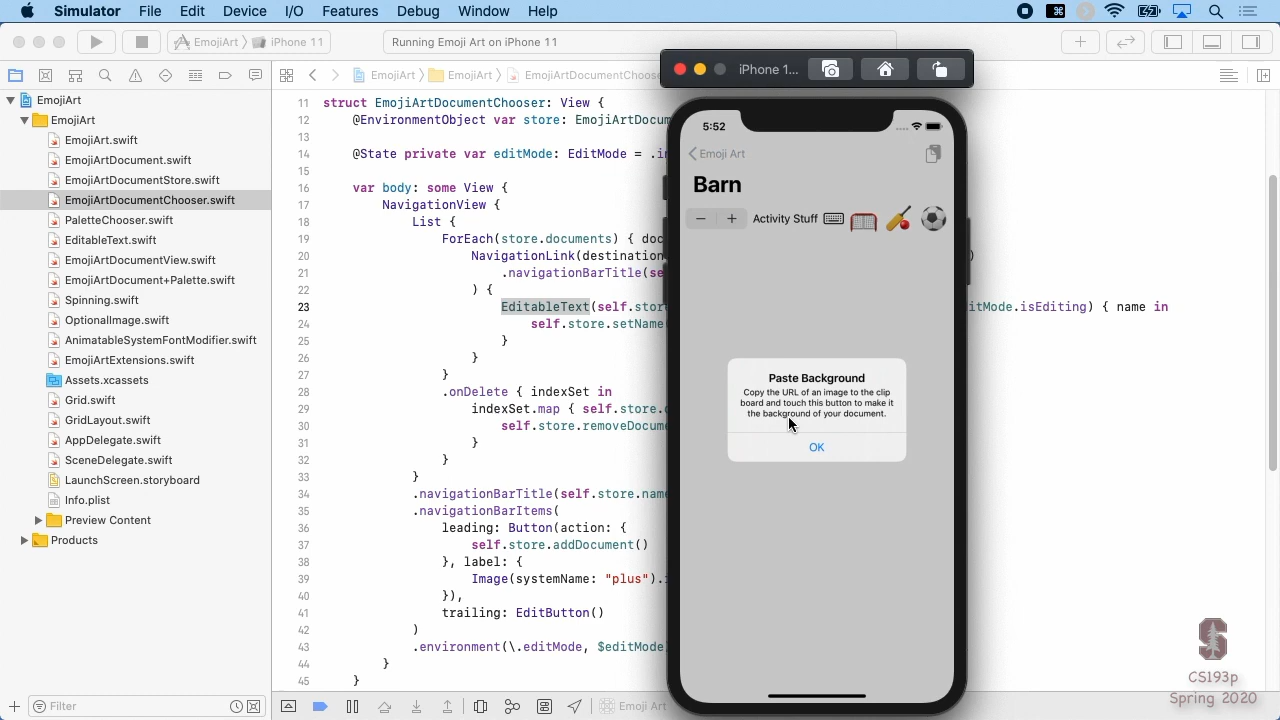 Simulator File Edit Device I/O Features Debug Window Help
EmojiArt iPhone 11
Running Emoji Art on iPhone 11
iPhone 1...
EmojiArt EmojiArt EmojiArtDocumentChoose
EmojiArt
EmojiArt
EmojiArt.swift
EmojiArtDocument.swift
EmojiArtDocumentStore.swift
EmojiArtDocumentChooser.swift
PaletteChooser.swift
EditableText.swift
EmojiArtDocumentView.swift
EmojiArtDocument+Palette.swift
Spinning.swift
OptionalImage.swift
AnimatableSystemFontModifier.swift
EmojiArtExtensions.swift
Assets.xcassets
Grid.swift
GridLayout.swift
AppDelegate.swift
SceneDelegate.swift
LaunchScreen.storyboard
Info.plist
Preview Content
Products
Filter
11 struct EmojiArtDocumentChooser: View {
12 @EnvironmentObject var store: EmojiArtDocum
13
14 @State private var editMode: EditMode = .in
15
16 var body: some View {
17 NavigationView {
18 List {
19 ForEach(store.documents) { doc
20 NavigationLink(destination )
21 .navigationBarTitle(se
22 ) {
23 EditableText(self.stor itMode.isEditing) { name in
24 self.store.setName
25 }
26 }
27 }
28 .onDelete { indexSet in
29 indexSet.map { self.store.d
30 self.store.removeDocume
31 }
32 }
33 }
34 .navigationBarTitle(self.store.name
35 .navigationBarItems(
36 leading: Button(action: {
37 self.store.addDocument()
38 }, label: {
39 Image(systemName: "plus").i
40 }),
41 trailing: EditButton()
42 )
43 .environment(\.editMode, $editMode
44 }
45 }
Emoji Art
5:52
Emoji Art
Barn
− + Activity Stuff
Paste Background
Copy the URL of an image to the clip
board and touch this button to make it
the background of your document.
OK
CS193p
Spring 2020